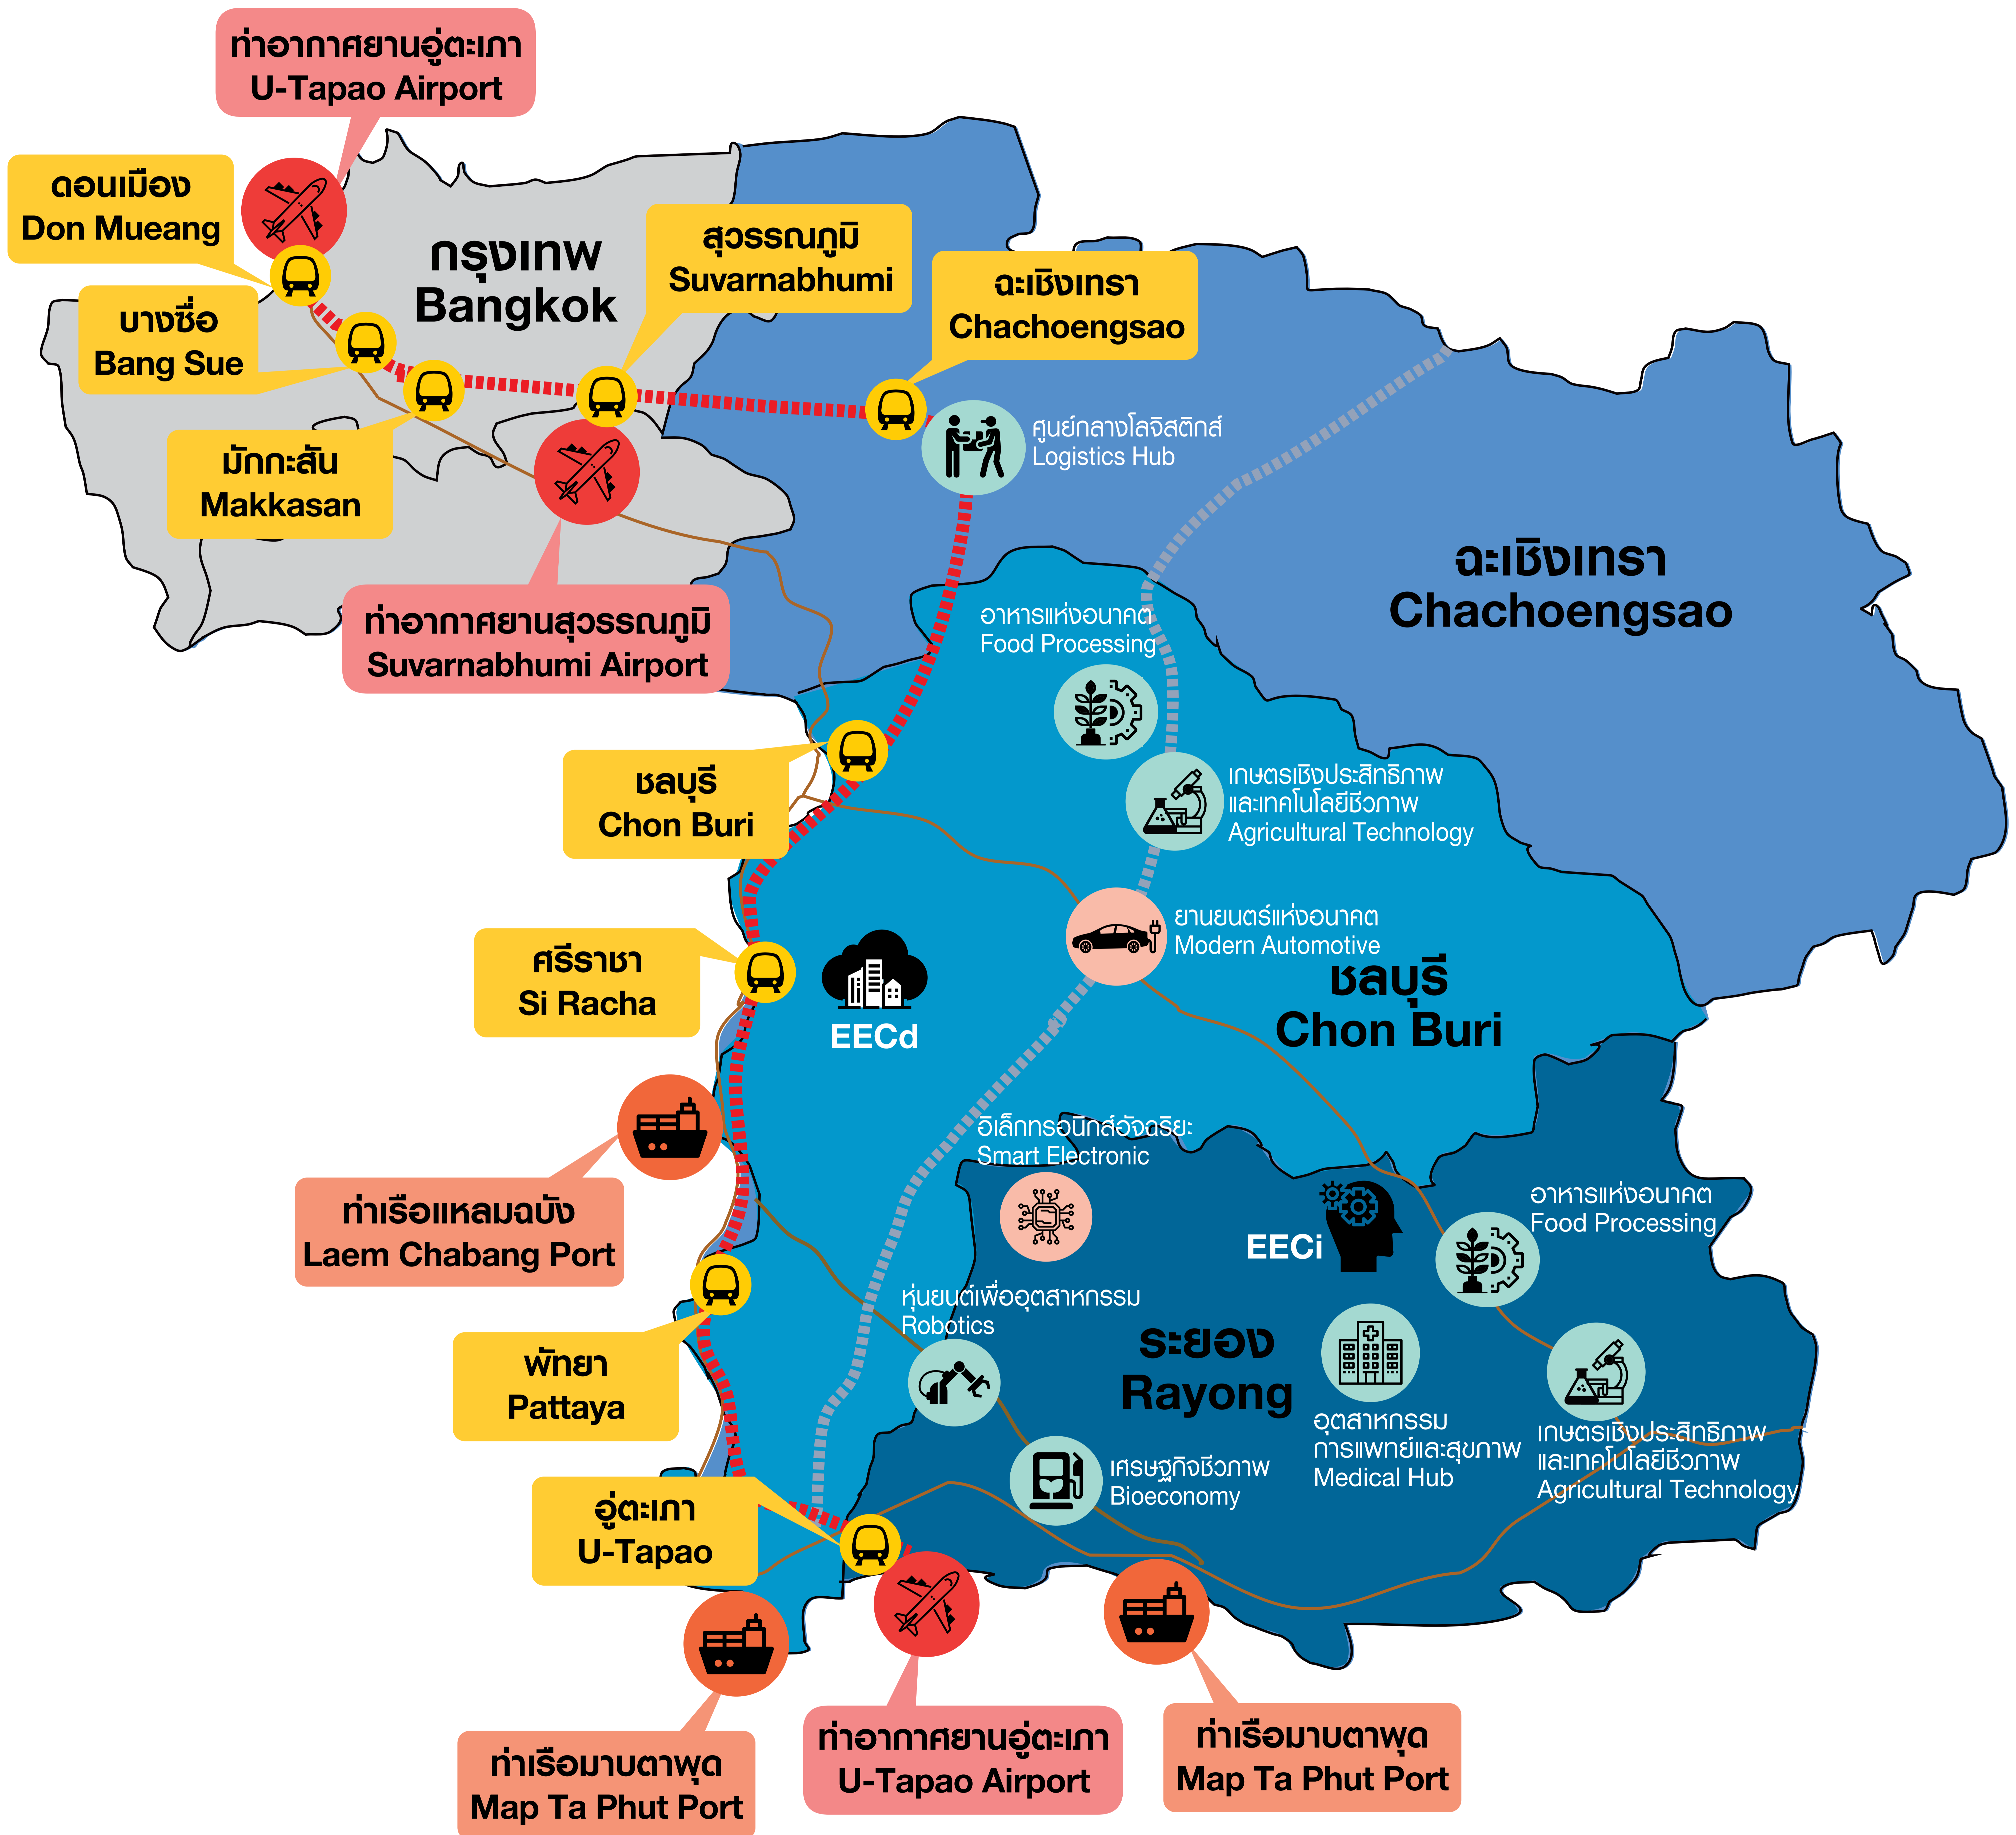 ท่าอากาศยานอู่ตะเภา
U-Tapao Airport
ดอนเมือง
Don Mueang
บางซื่อ
Bang Sue
มักกะสัน
Makkasan
กรุงเทพ
Bangkok
สุวรรณภูมิ
Suvarnabhumi
ฉะเชิงเทรา
Chachoengsao
ศูนย์กลางโลจิสติกส์
Logistics Hub
ท่าอากาศยานสุวรรณภูมิ
Suvarnabhumi Airport
ฉะเชิงเทรา
Chachoengsao
อาหารแห่งอนาคต
Food Processing
ชลบุรี
Chon Buri
เกษตรเชิงประสิทธิภาพ
และเทคโนโลยีชีวภาพ
Agricultural Technology
ยานยนตร์แห่งอนาคต
Modern Automotive
ศรีราชา
Si Racha
EECd
ชลบุรี
Chon Buri
อิเล็กทรอนิกส์อัจฉริยะ
Smart Electronic
ท่าเรือแหลมฉบัง
Laem Chabang Port
EECi
อาหารแห่งอนาคต
Food Processing
หุ่นยนต์เพื่ออุตสาหกรรม
Robotics
ระยอง
Rayong
พัทยา
Pattaya
อุตสาหกรรม
การแพทย์และสุขภาพ
Medical Hub
เกษตรเชิงประสิทธิภาพ
และเทคโนโลยีชีวภาพ
Agricultural Technology
เศรษฐกิจชีวภาพ
Bioeconomy
อู่ตะเภา
U-Tapao
ท่าเรือมาบตาพุด
Map Ta Phut Port
ท่าอากาศยานอู่ตะเภา
U-Tapao Airport
ท่าเรือมาบตาพุด
Map Ta Phut Port